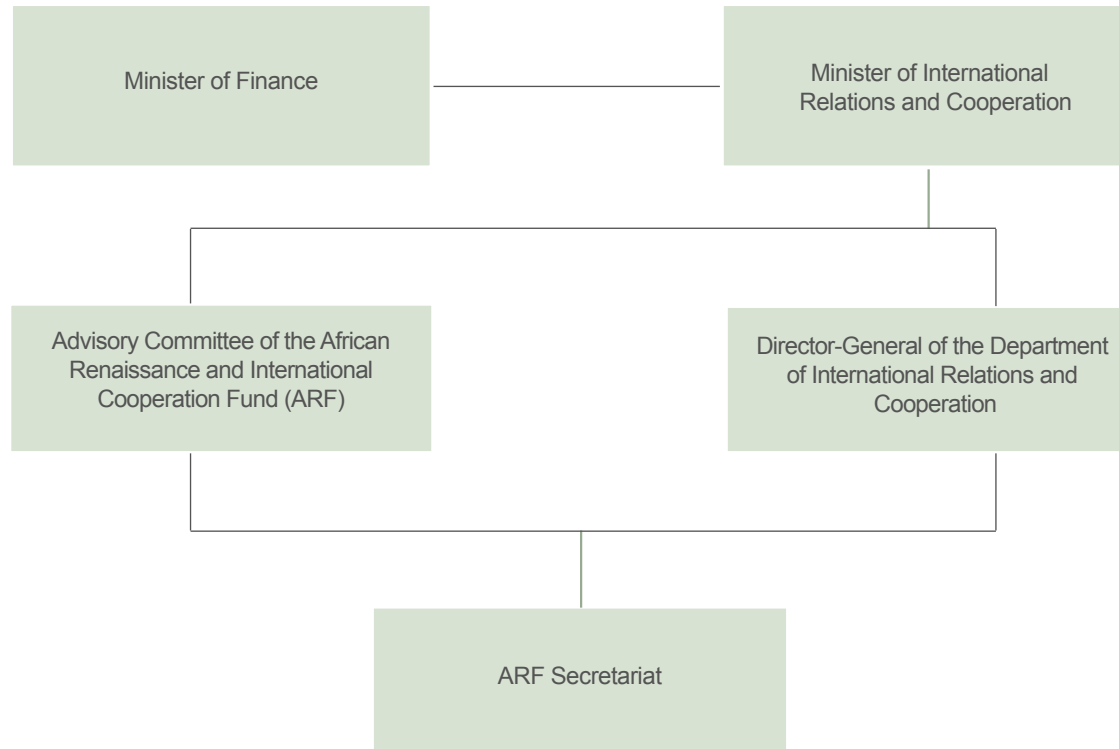 Minister of Finance
Minister of International
Relations and Cooperation
Advisory Committee of the African
Renaissance and International
Cooperation Fund (ARF)
Director-General of the Department
of International Relations and
Cooperation
ARF Secretariat